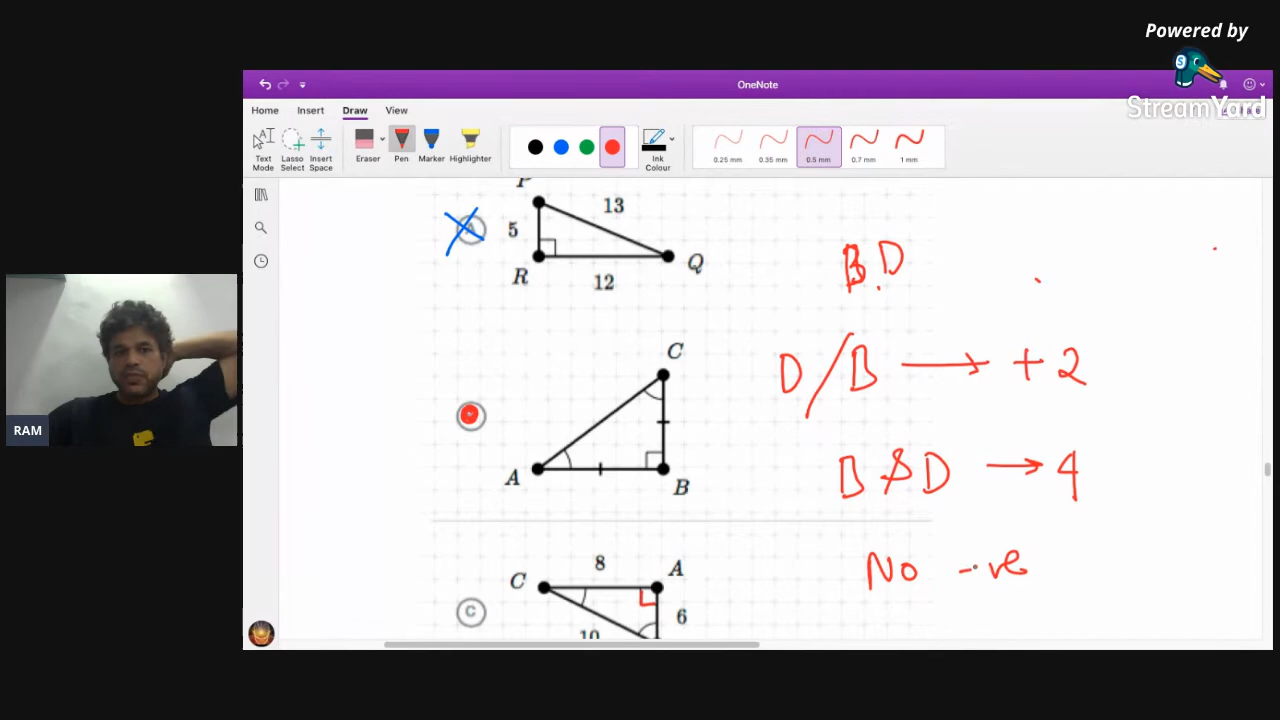 Powered by
StreamYard
OneNote
Home Insert Draw View
Text Mode
Lasso Select
Insert Space
Eraser
Pen
Marker
Highlighter
Ink Colour
0.25 mm
0.35 mm
0.5 mm
0.7 mm
1 mm
P
13
A
5
R
12
Q
B.D
C
D/B → +2
A
B
B & D → 4
8
C
A
No -ve
C
6
10
RAM